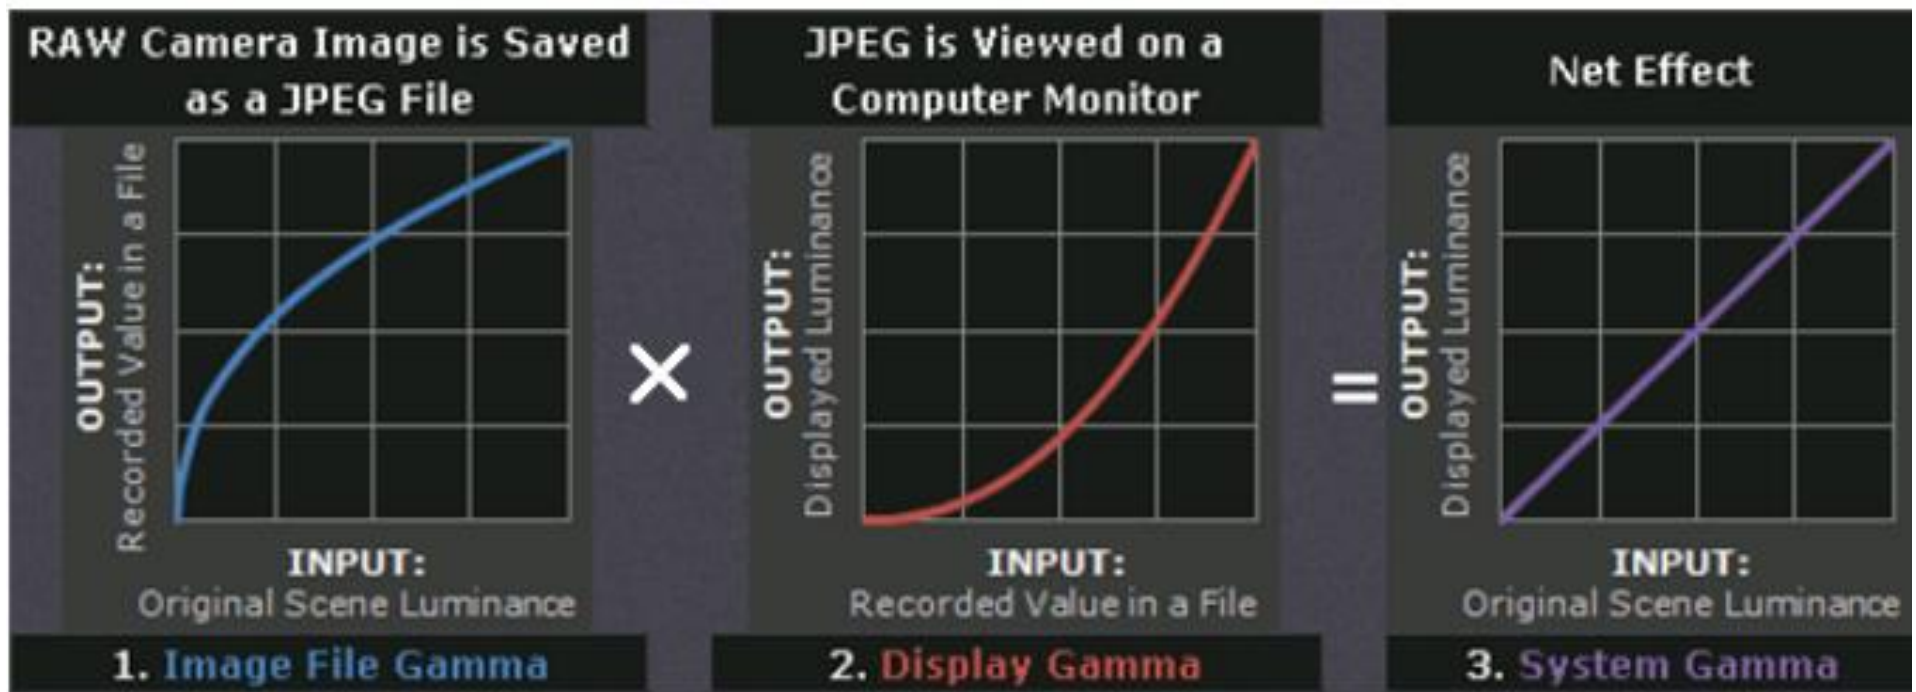 RAW Camera Image is Saved
as a JPEG File
OUTPUT:
Recorded Value in a File
INPUT:
Original Scene Luminance
1. Image File Gamma
×
JPEG is Viewed on a
Computer Monitor
OUTPUT:
Displayed Luminance
INPUT:
Recorded Value in a File
2. Display Gamma
=
Net Effect
OUTPUT:
Displayed Luminance
INPUT:
Original Scene Luminance
3. System Gamma